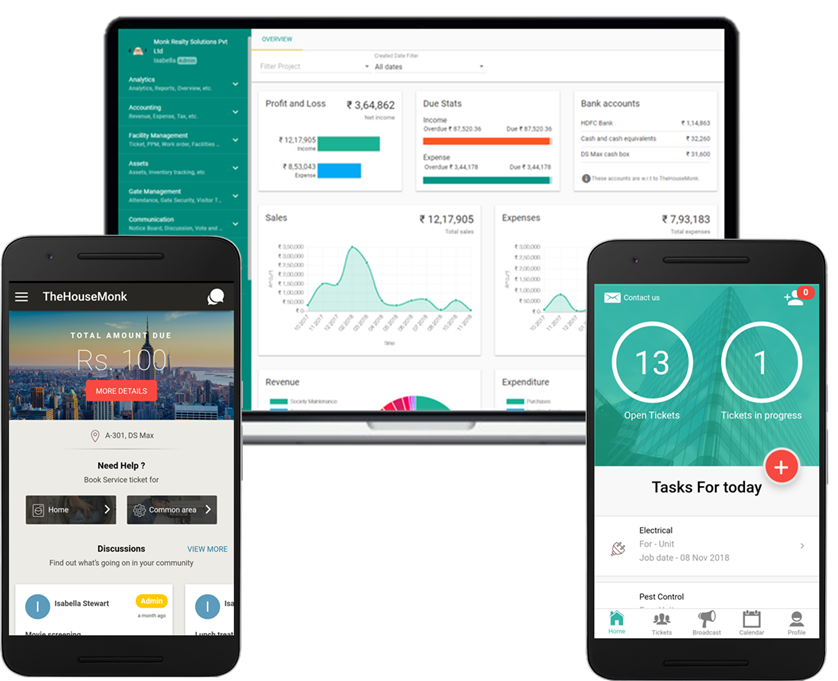 Monk Realty Solutions Pvt
Ltd
Isabella Admin
Analytics
Analytics, Reports, Overview, etc.
Accounting
Revenue, Expense, Tax, etc.
Facility Management
Ticket, PPM, Work order, Facilities ...
Assets
Assets, Inventory tracking, etc
Gate Management
Attendance, Gate Security, Visitor T...
Communication
Notice Board, Discussion, Vote and ...
OVERVIEW
Created Date Filter
Filter Project
All dates
Profit and Loss
₹ 3,64,862
Net income
₹ 12,17,905
Income
₹ 8,53,043
Expense
Due Stats
Income
Overdue ₹ 87,520.36 Due ₹ 87,520.36
Expense
Overdue ₹ 3,44,178 Due ₹ 3,44,178
Bank accounts
HDFC Bank ₹ 1,14,863
Cash and cash equivalents ₹ 32,260
DS Max cash box ₹ 31,600
These accounts are w.r.t to TheHouseMonk.
Sales
₹ 12,17,905
Total sales
₹ 3,50,000
₹ 3,00,000
₹ 2,50,000
₹ 2,00,000
₹ 1,50,000
₹ 1,00,000
₹ 50,000
₹ 0
Amount
10 2017
11 2017
12 2017
01 2018
02 2018
03 2018
04 2018
05 2018
06 2018
08 2018
09 2018
10 2018
11 2018
Time
Expenses
₹ 7,93,183
Total expenses
₹ 3,00,000
₹ 2,50,000
₹ 2,00,000
₹ 1,50,000
₹ 1,00,000
₹ 50,000
₹ 0
Amount
10 2017
11 2017
12 2017
Revenue
Society Maintenance
Expenditure
Purchases
TheHouseMonk
TOTAL AMOUNT DUE
Rs. 100
MORE DETAILS
A-301, DS Max
Need Help ?
Book Service ticket for
Home
Common area
Discussions
VIEW MORE
Find out what's going on in your community
I
Isabella Stewart
Admin
a month ago
Movie screening
I
Isa
Lunch treat
Contact us
0
13
Open Tickets
1
Tickets in progress
+
Tasks For today
Electrical
For - Unit
Job date - 08 Nov 2018
Pest Control
Home
Tickets
Broadcast
Calendar
Profile